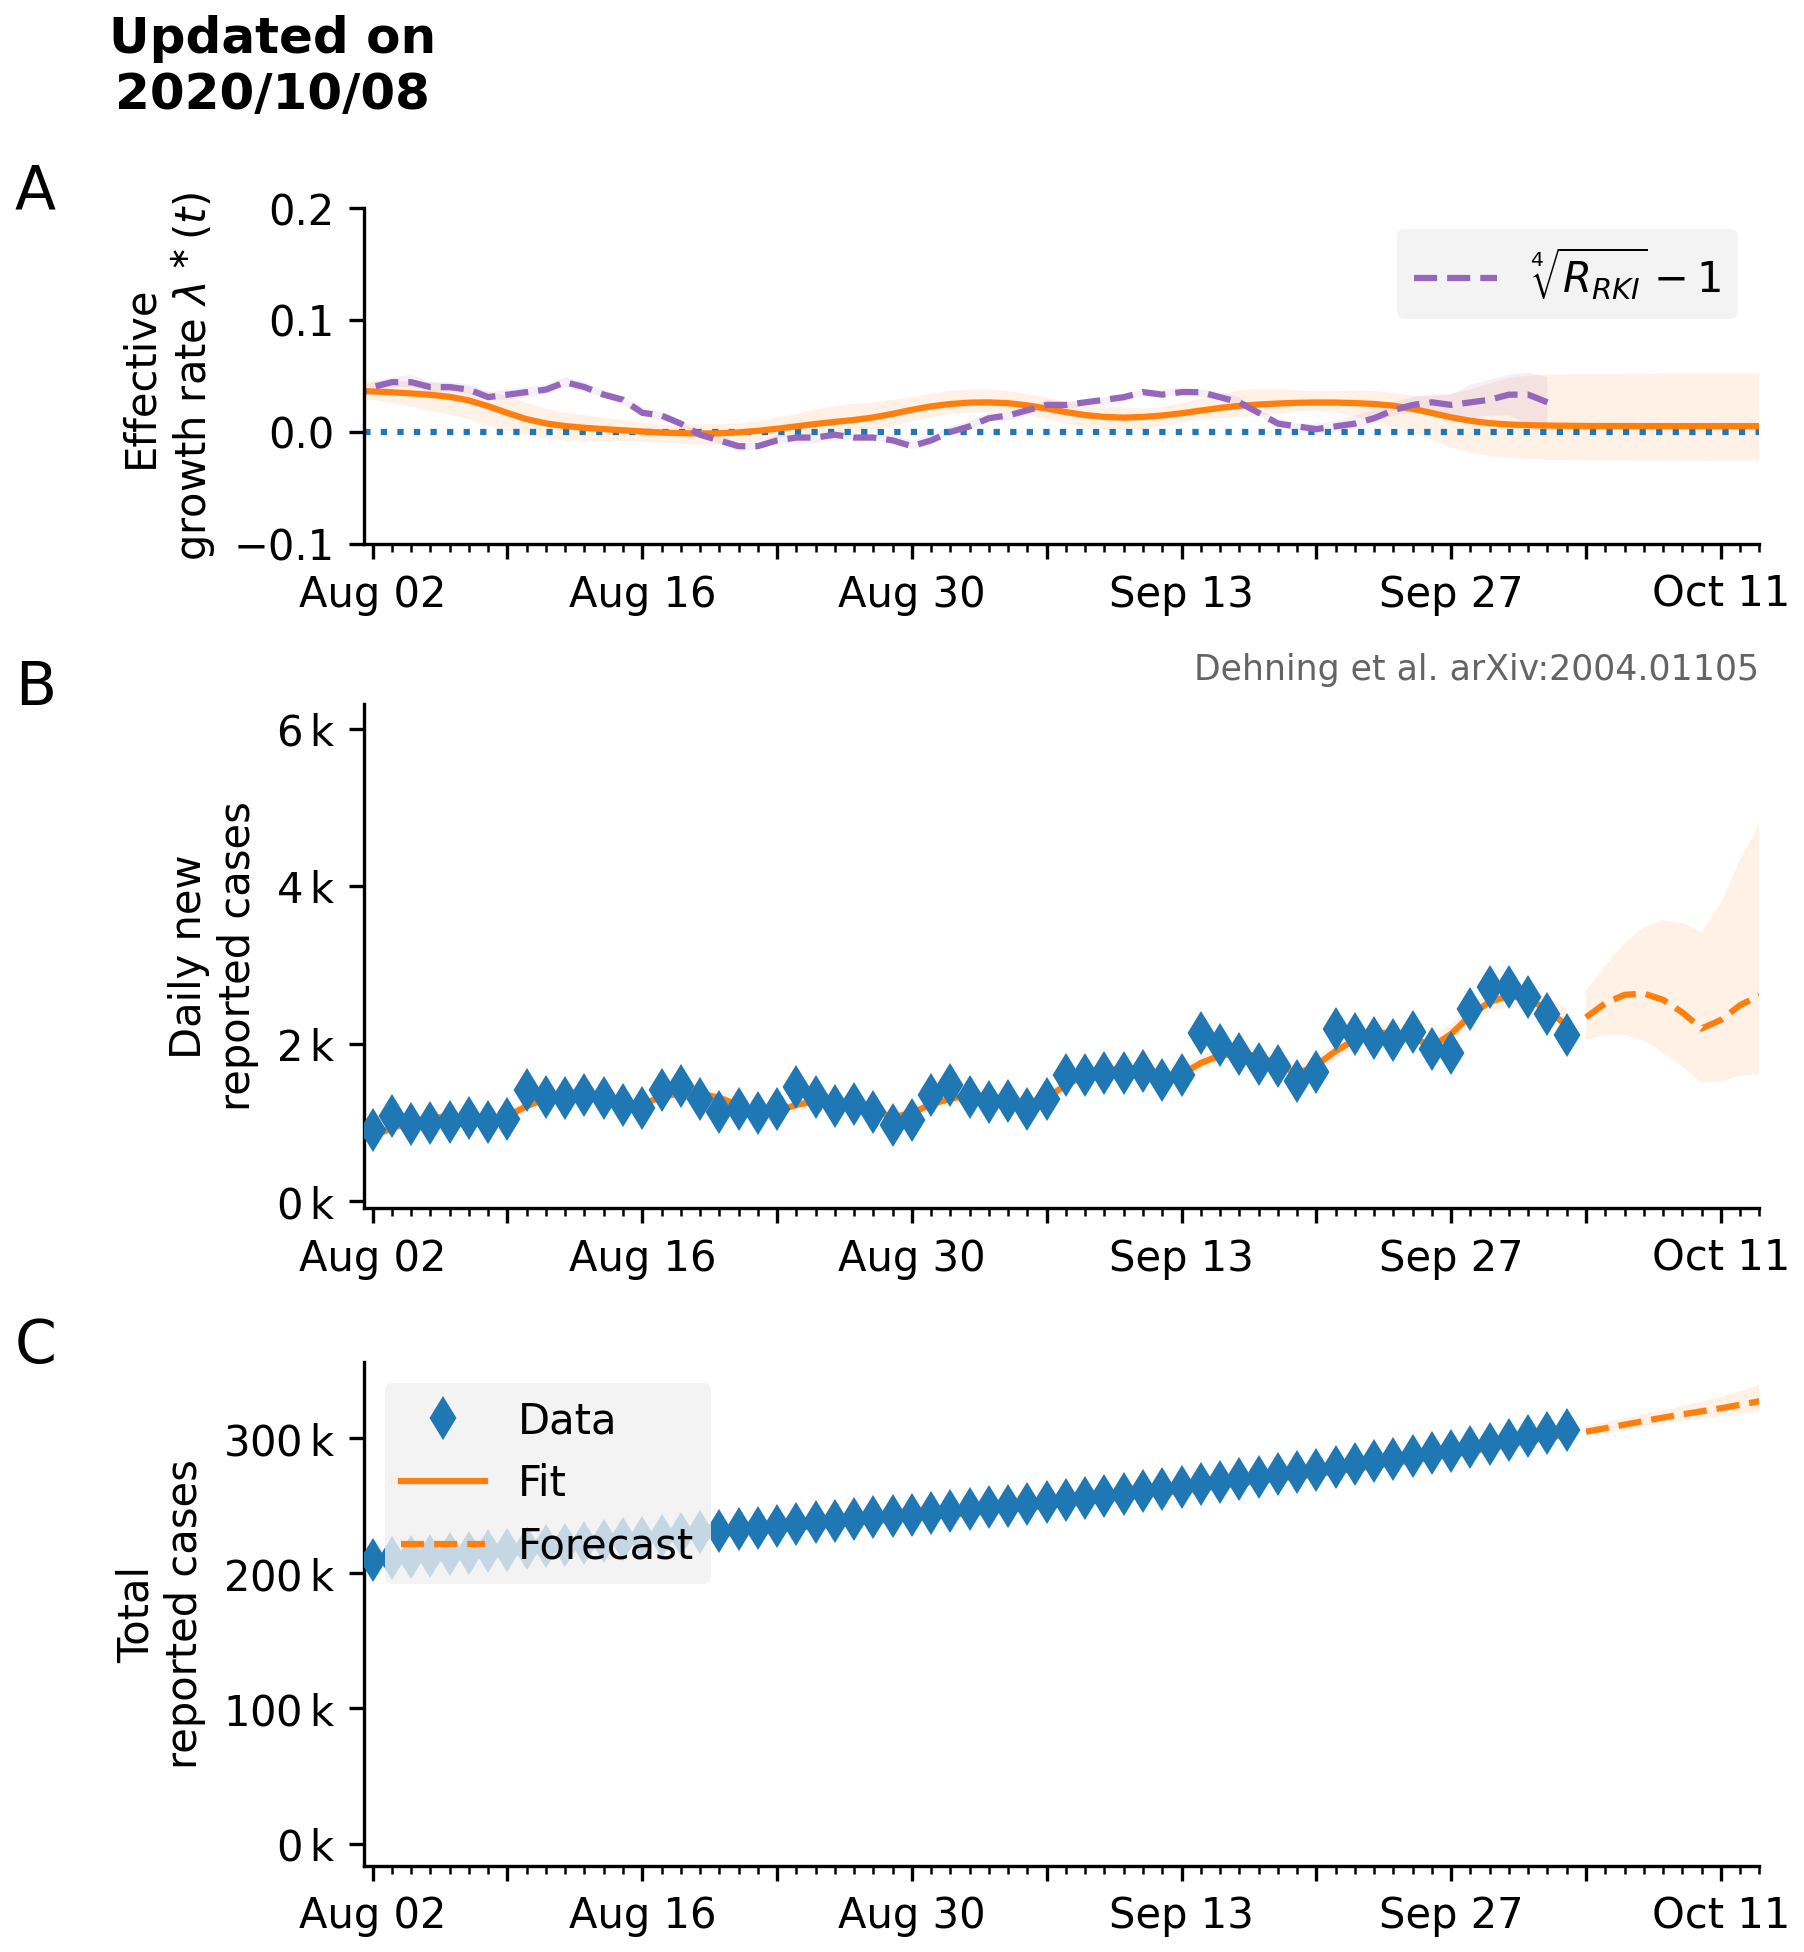 Updated on
2020/10/08
A
Effective
growth rate λ * (t)
0.2
0.1
0.0
−0.1
∜R_RKI − 1
Aug 02
Aug 16
Aug 30
Sep 13
Sep 27
Oct 11
B
Dehning et al. arXiv:2004.01105
Daily new
reported cases
6 k
4 k
2 k
0 k
Aug 02
Aug 16
Aug 30
Sep 13
Sep 27
Oct 11
C
Total
reported cases
300 k
200 k
100 k
0 k
Data
Fit
Forecast
Aug 02
Aug 16
Aug 30
Sep 13
Sep 27
Oct 11